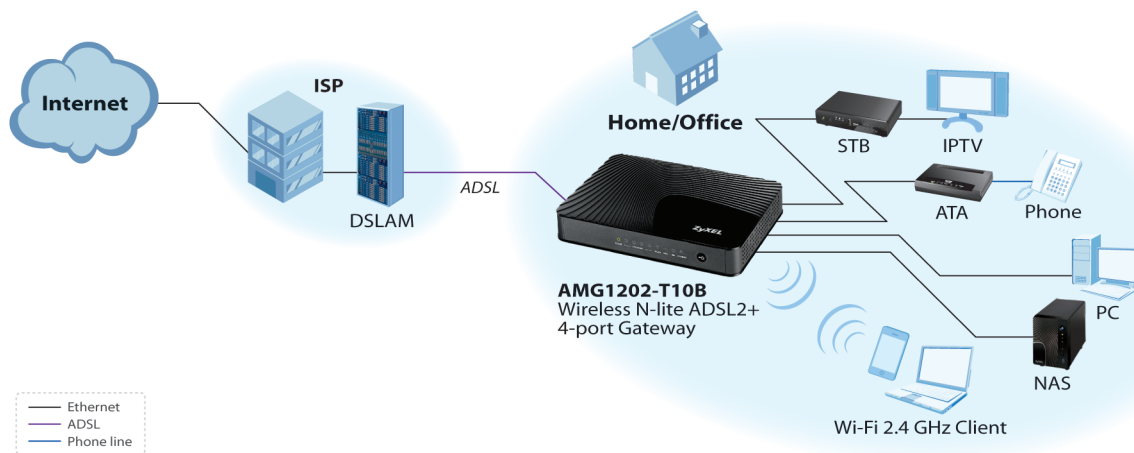 Internet
ISP
DSLAM
ADSL
Home/Office
STB
IPTV
ATA
Phone
ZyXEL
AMG1202-T10B
Wireless N-lite ADSL2+
4-port Gateway
PC
NAS
Wi-Fi 2.4 GHz Client
Ethernet
ADSL
Phone line